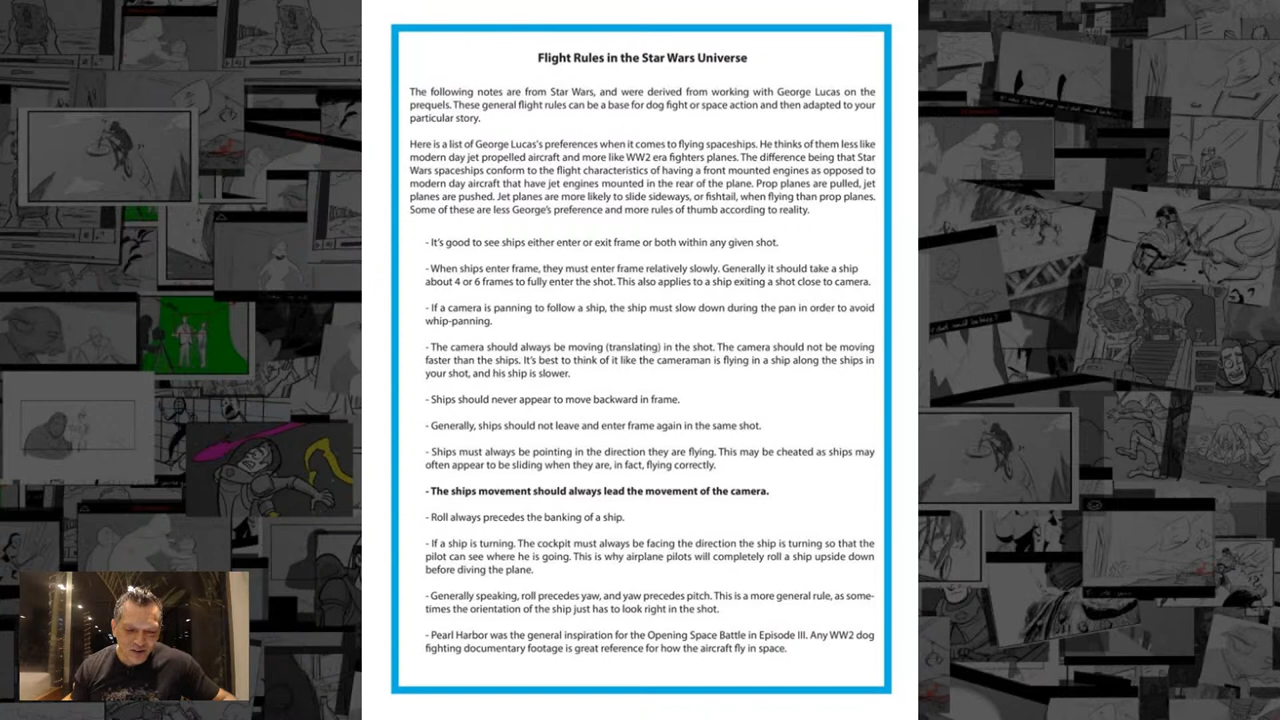 Flight Rules in the Star Wars Universe
The following notes are from Star Wars, and were derived from working with George Lucas on the
prequels. These general flight rules can be a base for dog fight or space action and then adapted to your
particular story.
Here is a list of George Lucas's preferences when it comes to flying spaceships. He thinks of them less like
modern day jet propelled aircraft and more like WW2 era fighters planes. The difference being that Star
Wars spaceships conform to the flight characteristics of having a front mounted engines as opposed to
modern day aircraft that have jet engines mounted in the rear of the plane. Prop planes are pulled, jet
planes are pushed. Jet planes are more likely to slide sideways, or fishtail, when flying than prop planes.
Some of these are less George's preference and more rules of thumb according to reality.
- It's good to see ships either enter or exit frame or both within any given shot.
- When ships enter frame, they must enter frame relatively slowly. Generally it should take a ship
about 4 or 6 frames to fully enter the shot. This also applies to a ship exiting a shot close to camera.
- If a camera is panning to follow a ship, the ship must slow down during the pan in order to avoid
whip-panning.
- The camera should always be moving (translating) in the shot. The camera should not be moving
faster than the ships. It's best to think of it like the cameraman is flying in a ship along the ships in
your shot, and his ship is slower.
- Ships should never appear to move backward in frame.
- Generally, ships should not leave and enter frame again in the same shot.
- Ships must always be pointing in the direction they are flying. This may be cheated as ships may
often appear to be sliding when they are, in fact, flying correctly.
- The ships movement should always lead the movement of the camera.
- Roll always precedes the banking of a ship.
- If a ship is turning. The cockpit must always be facing the direction the ship is turning so that the
pilot can see where he is going. This is why airplane pilots will completely roll a ship upside down
before diving the plane.
- Generally speaking, roll precedes yaw, and yaw precedes pitch. This is a more general rule, as some-
times the orientation of the ship just has to look right in the shot.
- Pearl Harbor was the general inspiration for the Opening Space Battle in Episode III. Any WW2 dog
fighting documentary footage is great reference for how the aircraft fly in space.